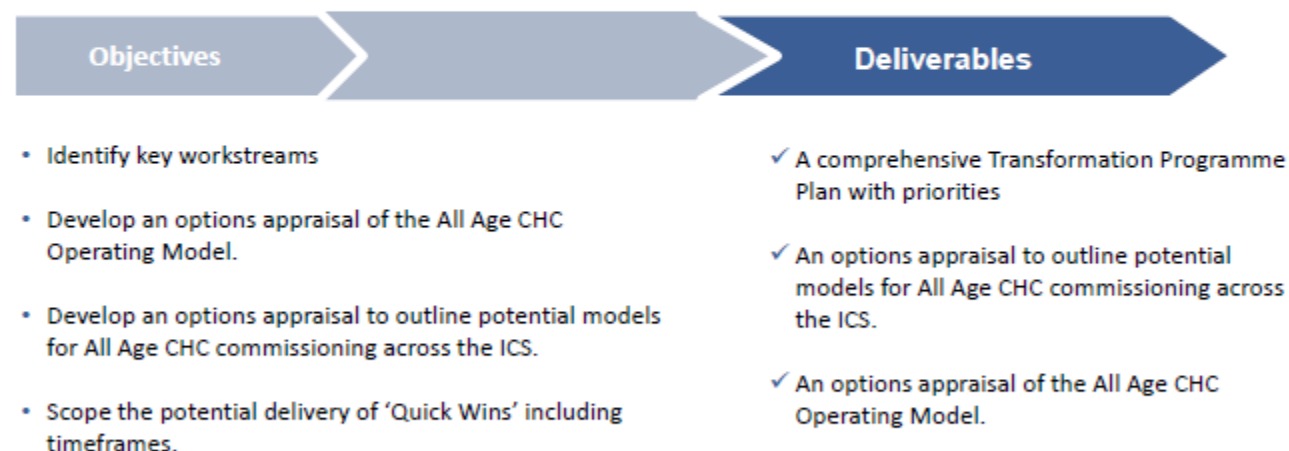 Objectives
Deliverables
• Identify key workstreams
• Develop an options appraisal of the All Age CHC
Operating Model.
• Develop an options appraisal to outline potential models
for All Age CHC commissioning across the ICS.
• Scope the potential delivery of ‘Quick Wins’ including
timeframes.
✓ A comprehensive Transformation Programme
Plan with priorities
✓ An options appraisal to outline potential
models for All Age CHC commissioning across
the ICS.
✓ An options appraisal of the All Age CHC
Operating Model.